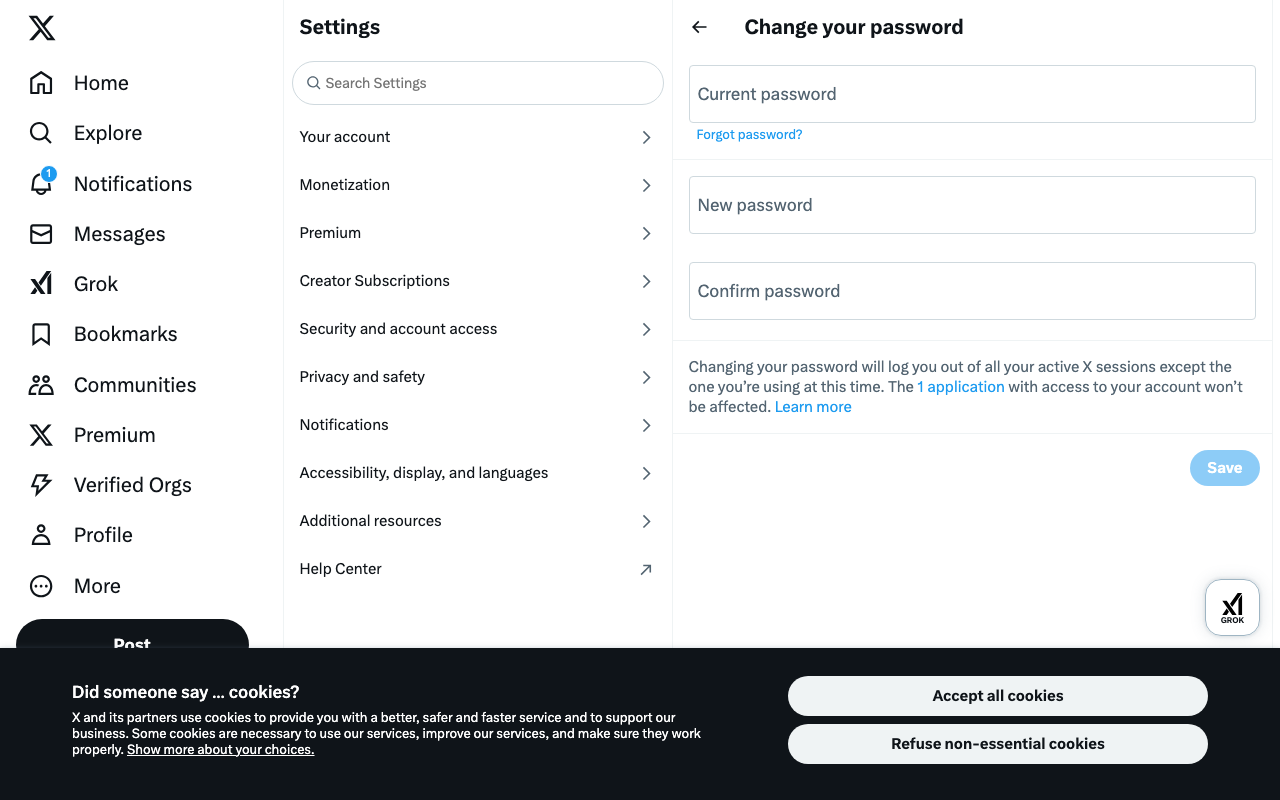 Home
Explore
1
Notifications
Messages
Grok
Bookmarks
Communities
Premium
Verified Orgs
Profile
More
Post
Settings
Search Settings
Your account
Monetization
Premium
Creator Subscriptions
Security and account access
Privacy and safety
Notifications
Accessibility, display, and languages
Additional resources
Help Center
Change your password
Current password
Forgot password?
New password
Confirm password
Changing your password will log you out of all your active X sessions except the
one you’re using at this time. The 1 application with access to your account won’t
be affected. Learn more
Save
GROK
Did someone say … cookies?
X and its partners use cookies to provide you with a better, safer and faster service and to support our
business. Some cookies are necessary to use our services, improve our services, and make sure they work
properly. Show more about your choices.
Accept all cookies
Refuse non-essential cookies